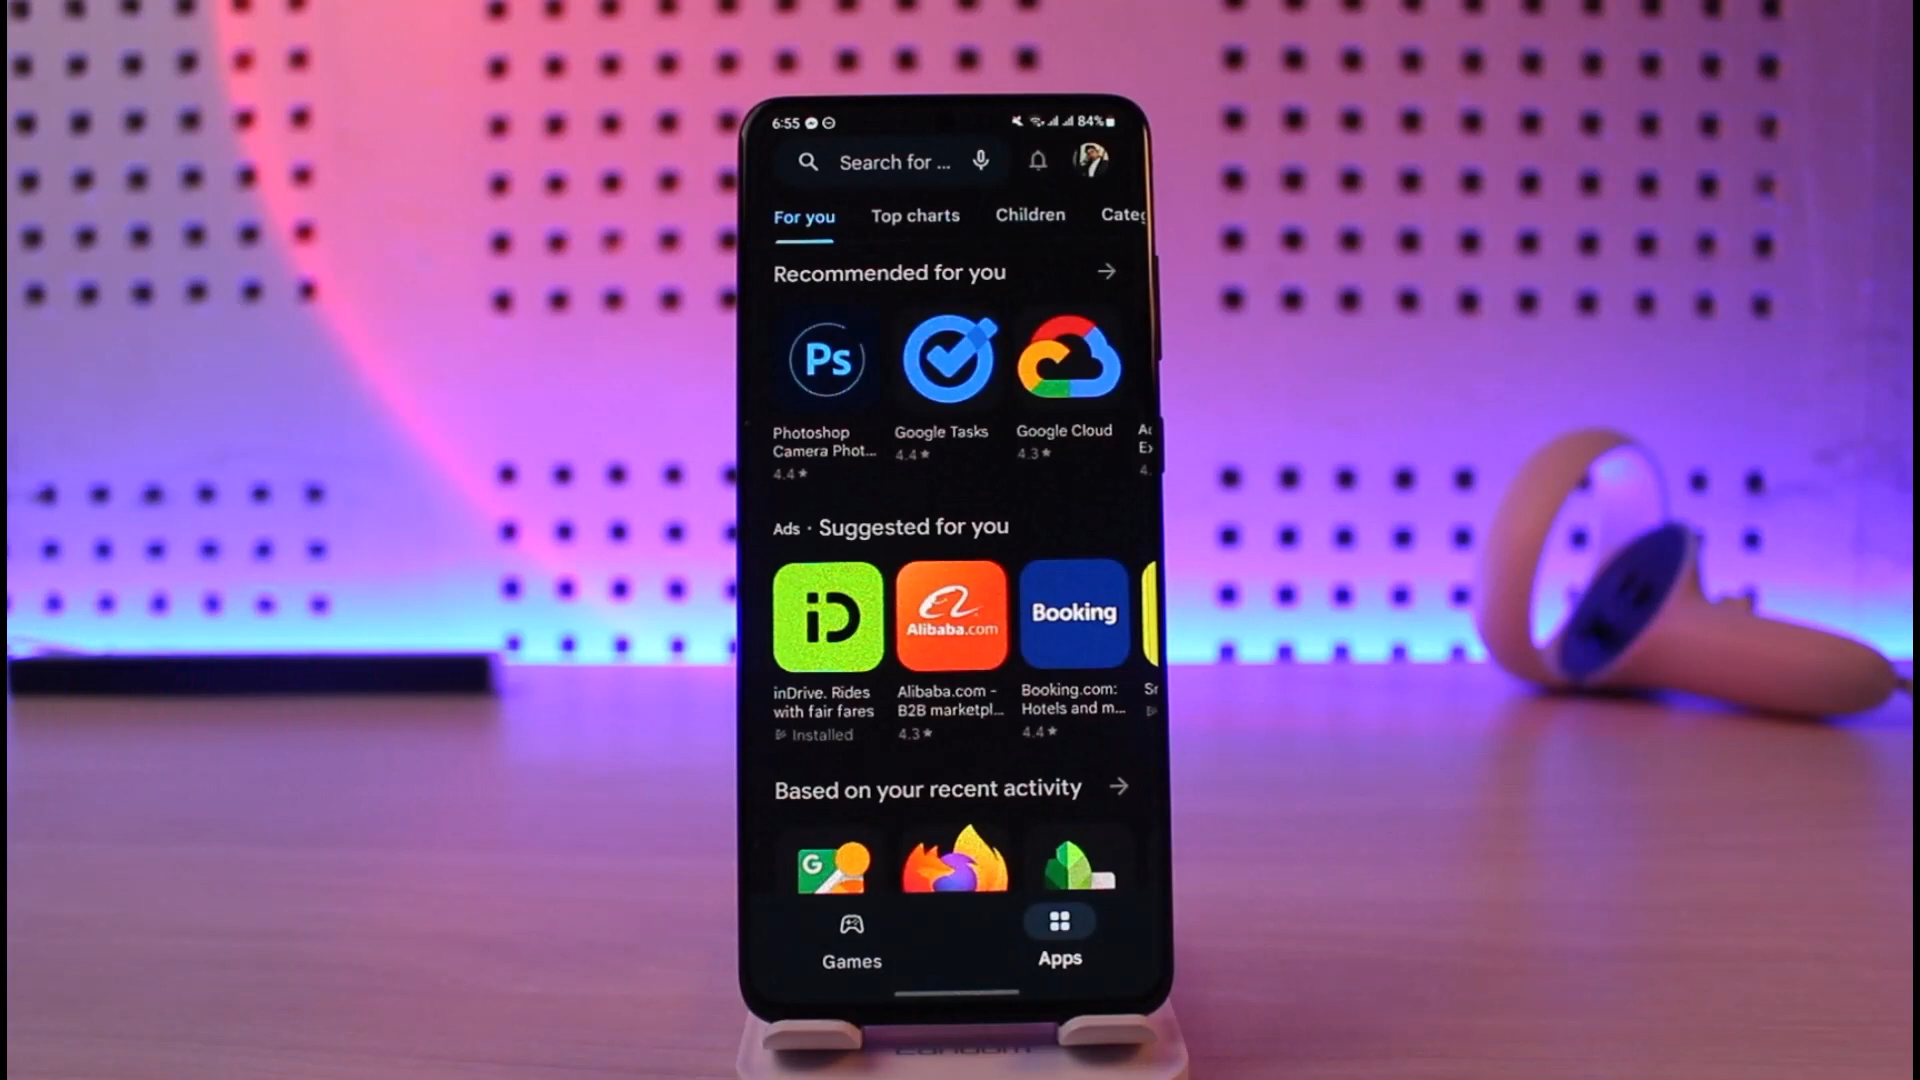 6:55 84%
Search for ...
For you Top charts Children Categ
Recommended for you
Ps
Photoshop Google Tasks Google Cloud
Camera Phot... 4.4★ 4.3★
4.4★
Ads · Suggested for you
iD Alibaba.com Booking
inDrive. Rides Alibaba.com - Booking.com:
with fair fares B2B marketpl... Hotels and m...
Installed 4.3★ 4.4★
Based on your recent activity
G
Games Apps